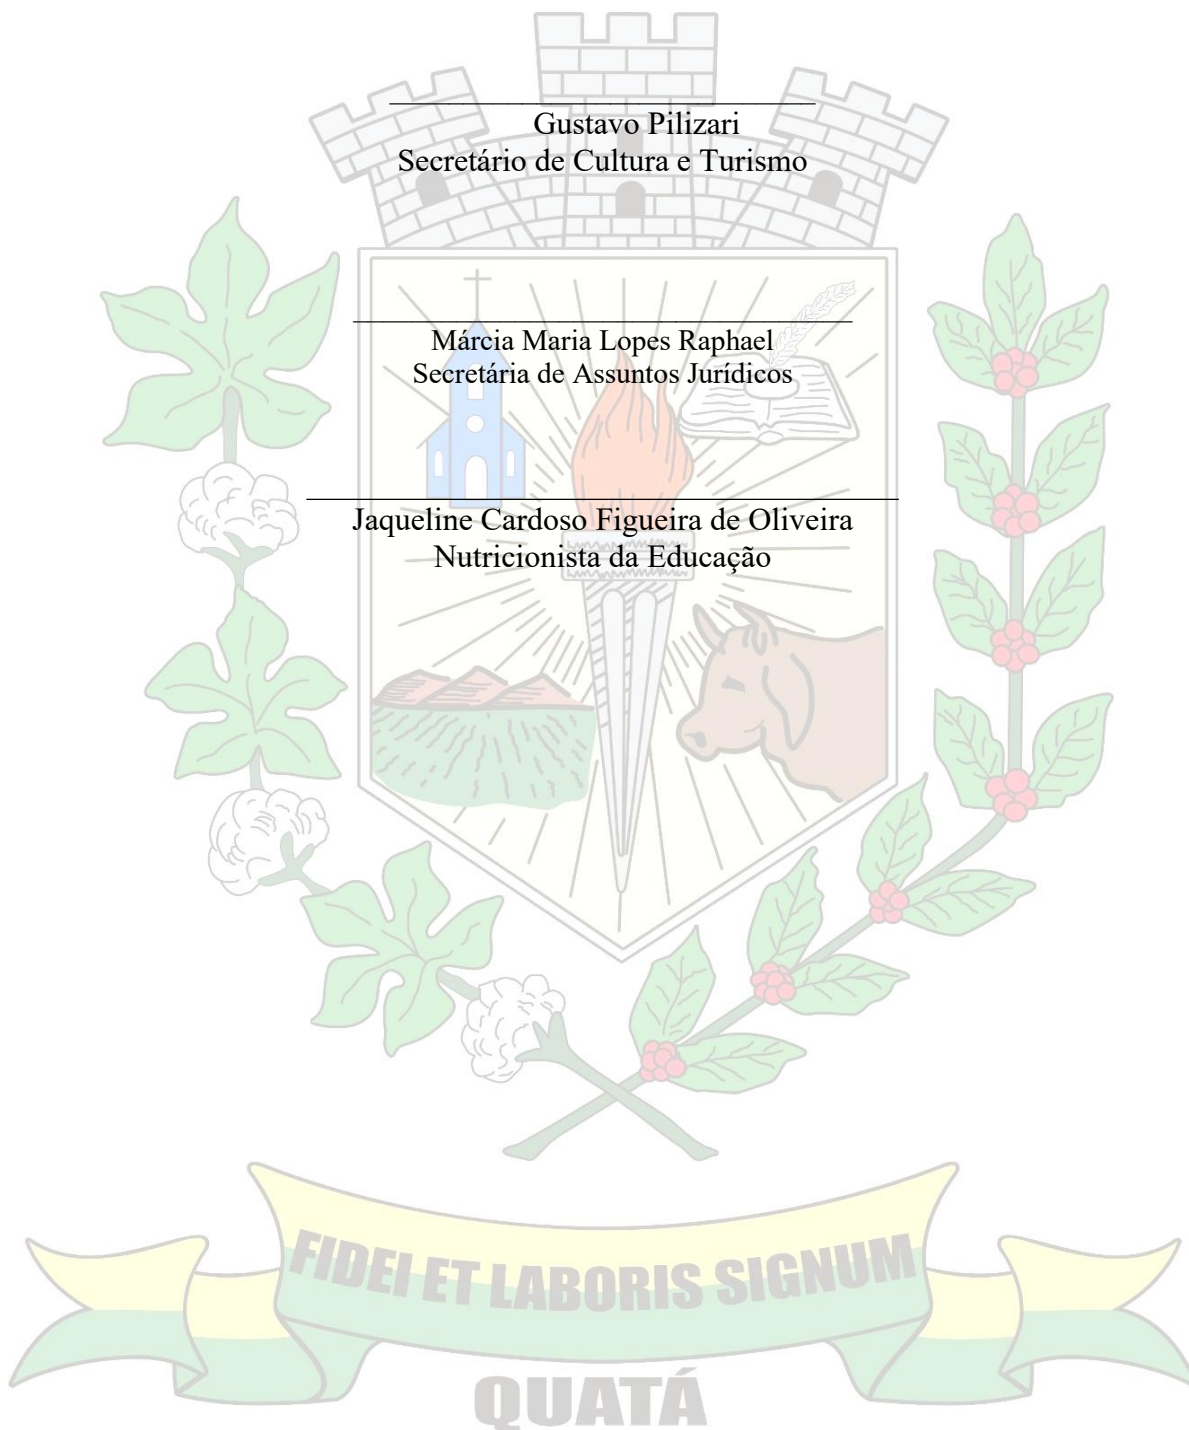 Gustavo Pilizari
Secretário de Cultura e Turismo
Márcia Maria Lopes Raphael
Secretária de Assuntos Jurídicos
Jaqueline Cardoso Figueira de Oliveira
Nutricionista da Educação
FIDEI ET LABORIS SIGNUM
QUATÁ